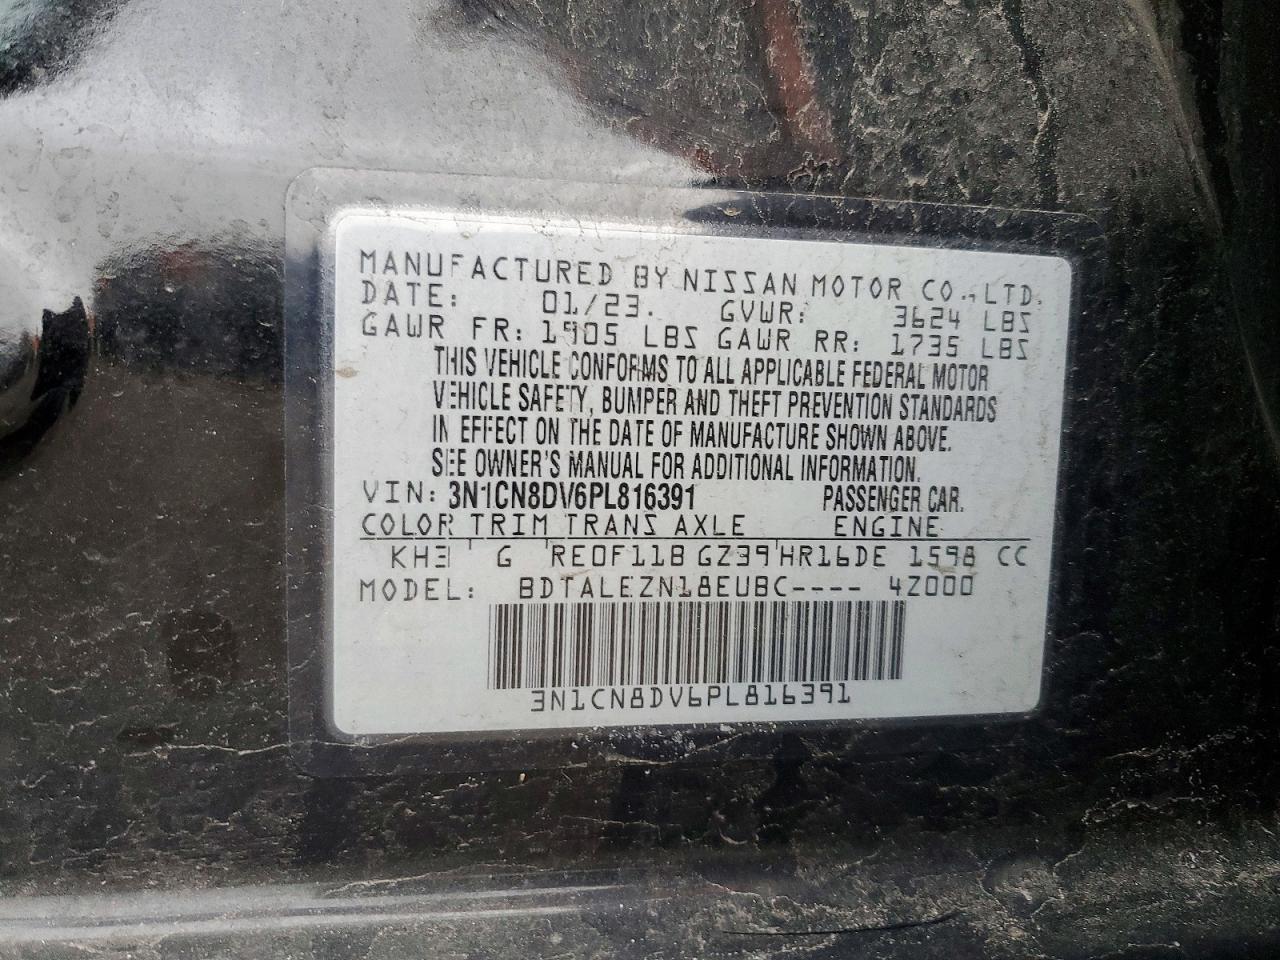 MANUFACTURED BY NISSAN MOTOR CO.,LTD.
DATE: 01/23. GVWR: 3624 LBS
GAWR FR: 1905 LBS GAWR RR: 1735 LBS
THIS VEHICLE CONFORMS TO ALL APPLICABLE FEDERAL MOTOR
VEHICLE SAFETY, BUMPER AND THEFT PREVENTION STANDARDS
IN EFFECT ON THE DATE OF MANUFACTURE SHOWN ABOVE.
SEE OWNER'S MANUAL FOR ADDITIONAL INFORMATION.
VIN: 3N1CN8DV6PL816391 PASSENGER CAR.
COLOR TRIM TRANS AXLE ENGINE
KH3 G RE0F11B GZ39 HR16DE 1598 CC
MODEL: BDTALEZN18EUBC---- 4Z000
3N1CN8DV6PL816391